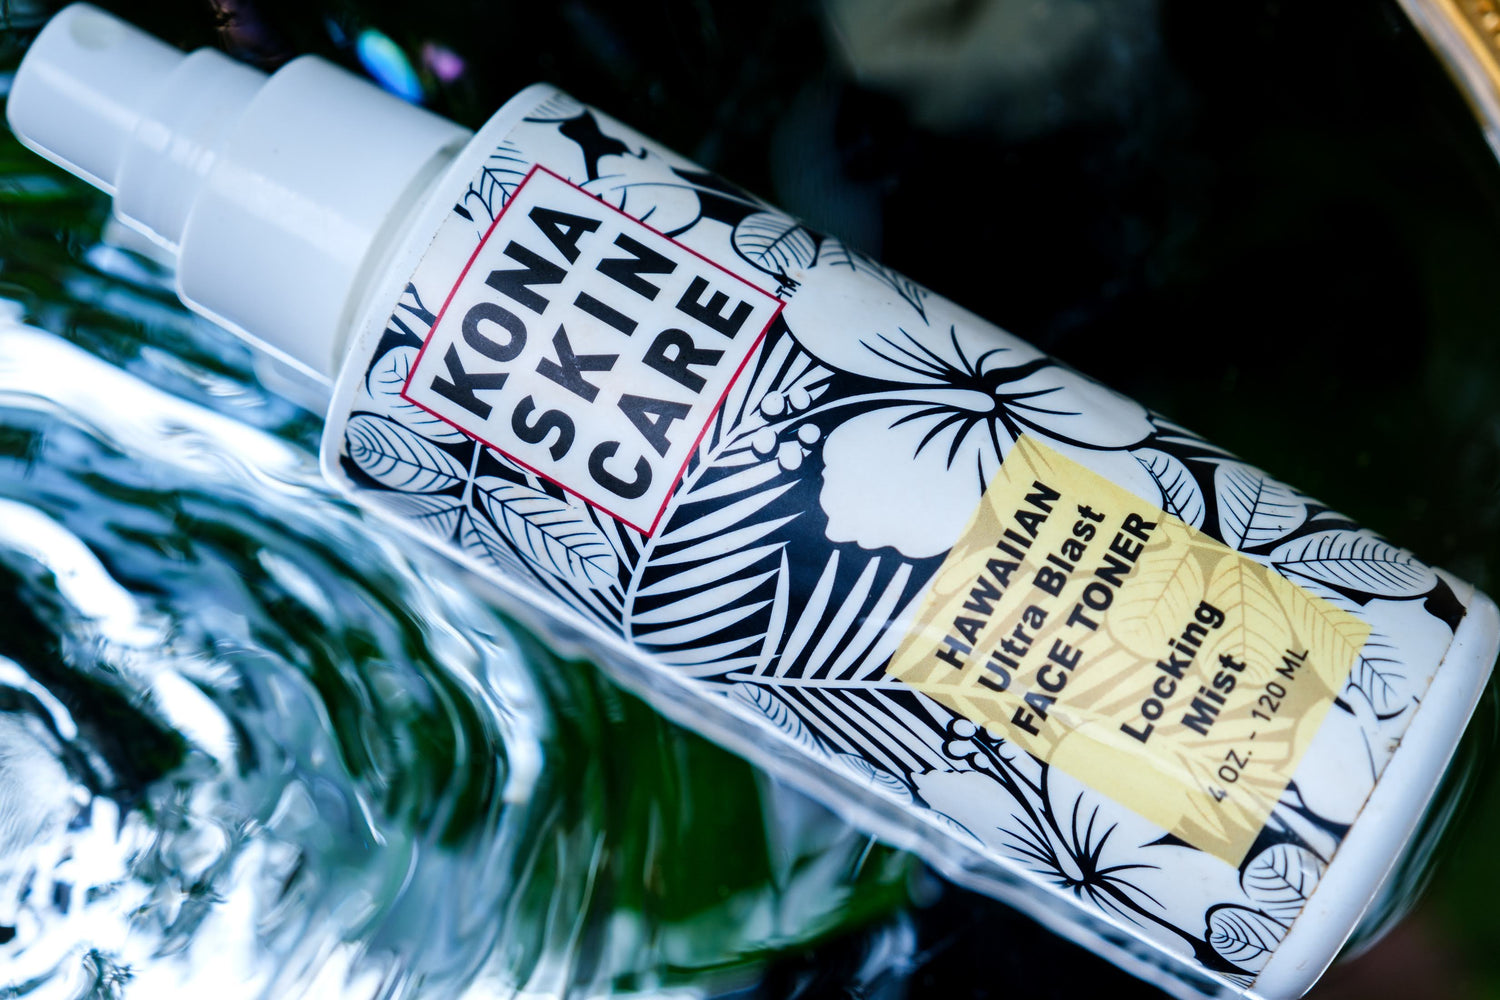 KONA
SKIN
CARE
TM
HAWAIIAN
Ultra Blast
FACE TONER
Locking
Mist
4 OZ. - 120 ML